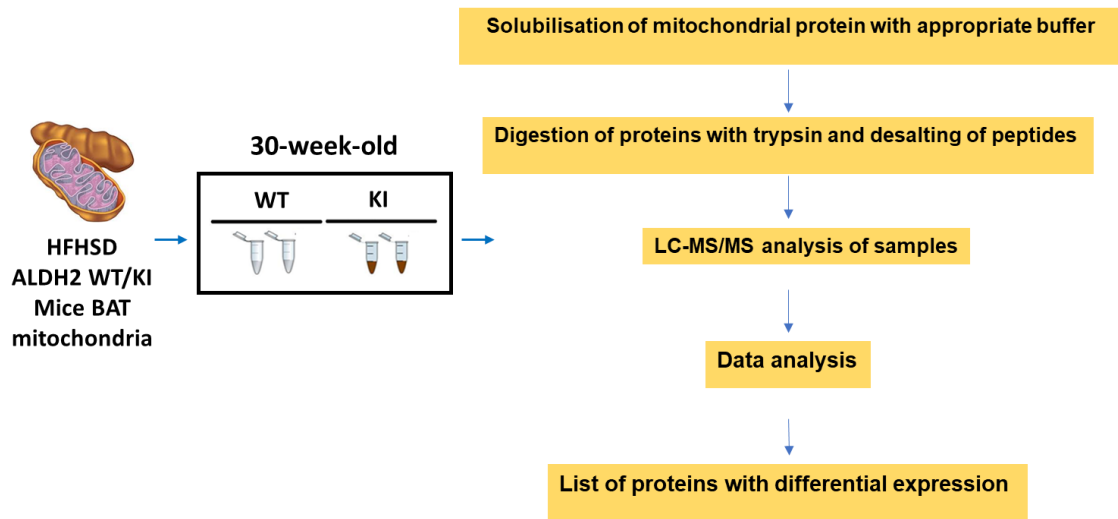 HFHSD
ALDH2 WT/KI
Mice BAT
mitochondria
30-week-old
WT KI
Solubilisation of mitochondrial protein with appropriate buffer
Digestion of proteins with trypsin and desalting of peptides
LC-MS/MS analysis of samples
Data analysis
List of proteins with differential expression